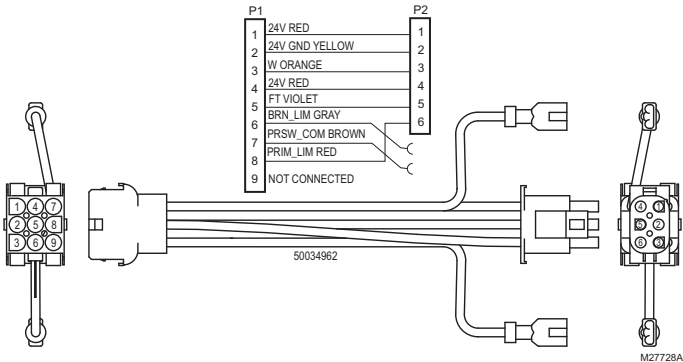 P1 P2
1 24V RED 1
2 24V GND YELLOW 2
3 W ORANGE 3
4 24V RED 4
5 FT VIOLET 5
6 BRN_LIM GRAY 6
7 PRSW_COM BROWN
8 PRIM_LIM RED
9 NOT CONNECTED
1 4 7
2 5 8
3 6 9
4 1
5 2
6 3
50034962
M27728A